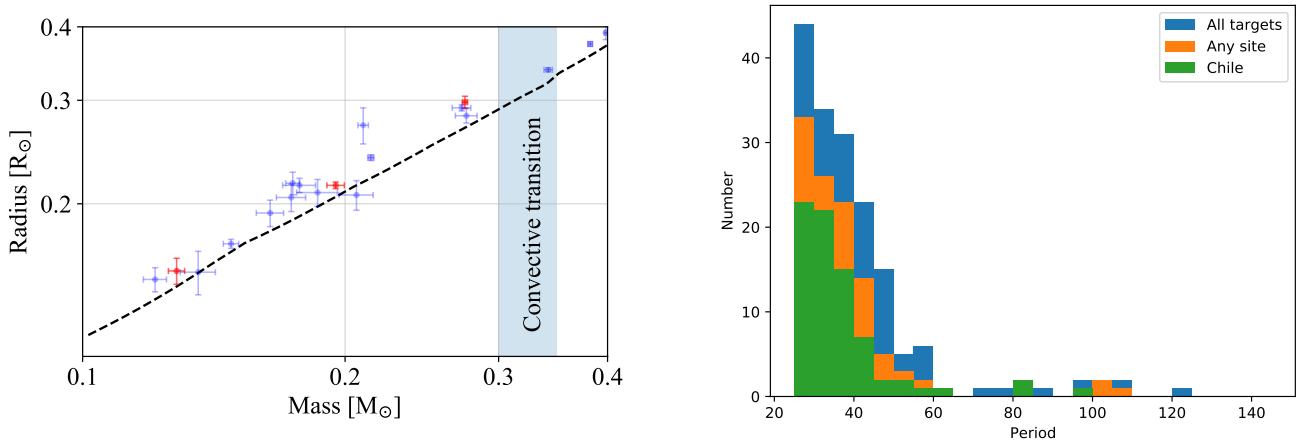 0.4
0.3
0.2
Radius [R⊙]
Convective transition
0.1
0.2
0.3
0.4
Mass [M⊙]
All targets
Any site
Chile
40
30
20
10
0
Number
20
40
60
80
100
120
140
Period